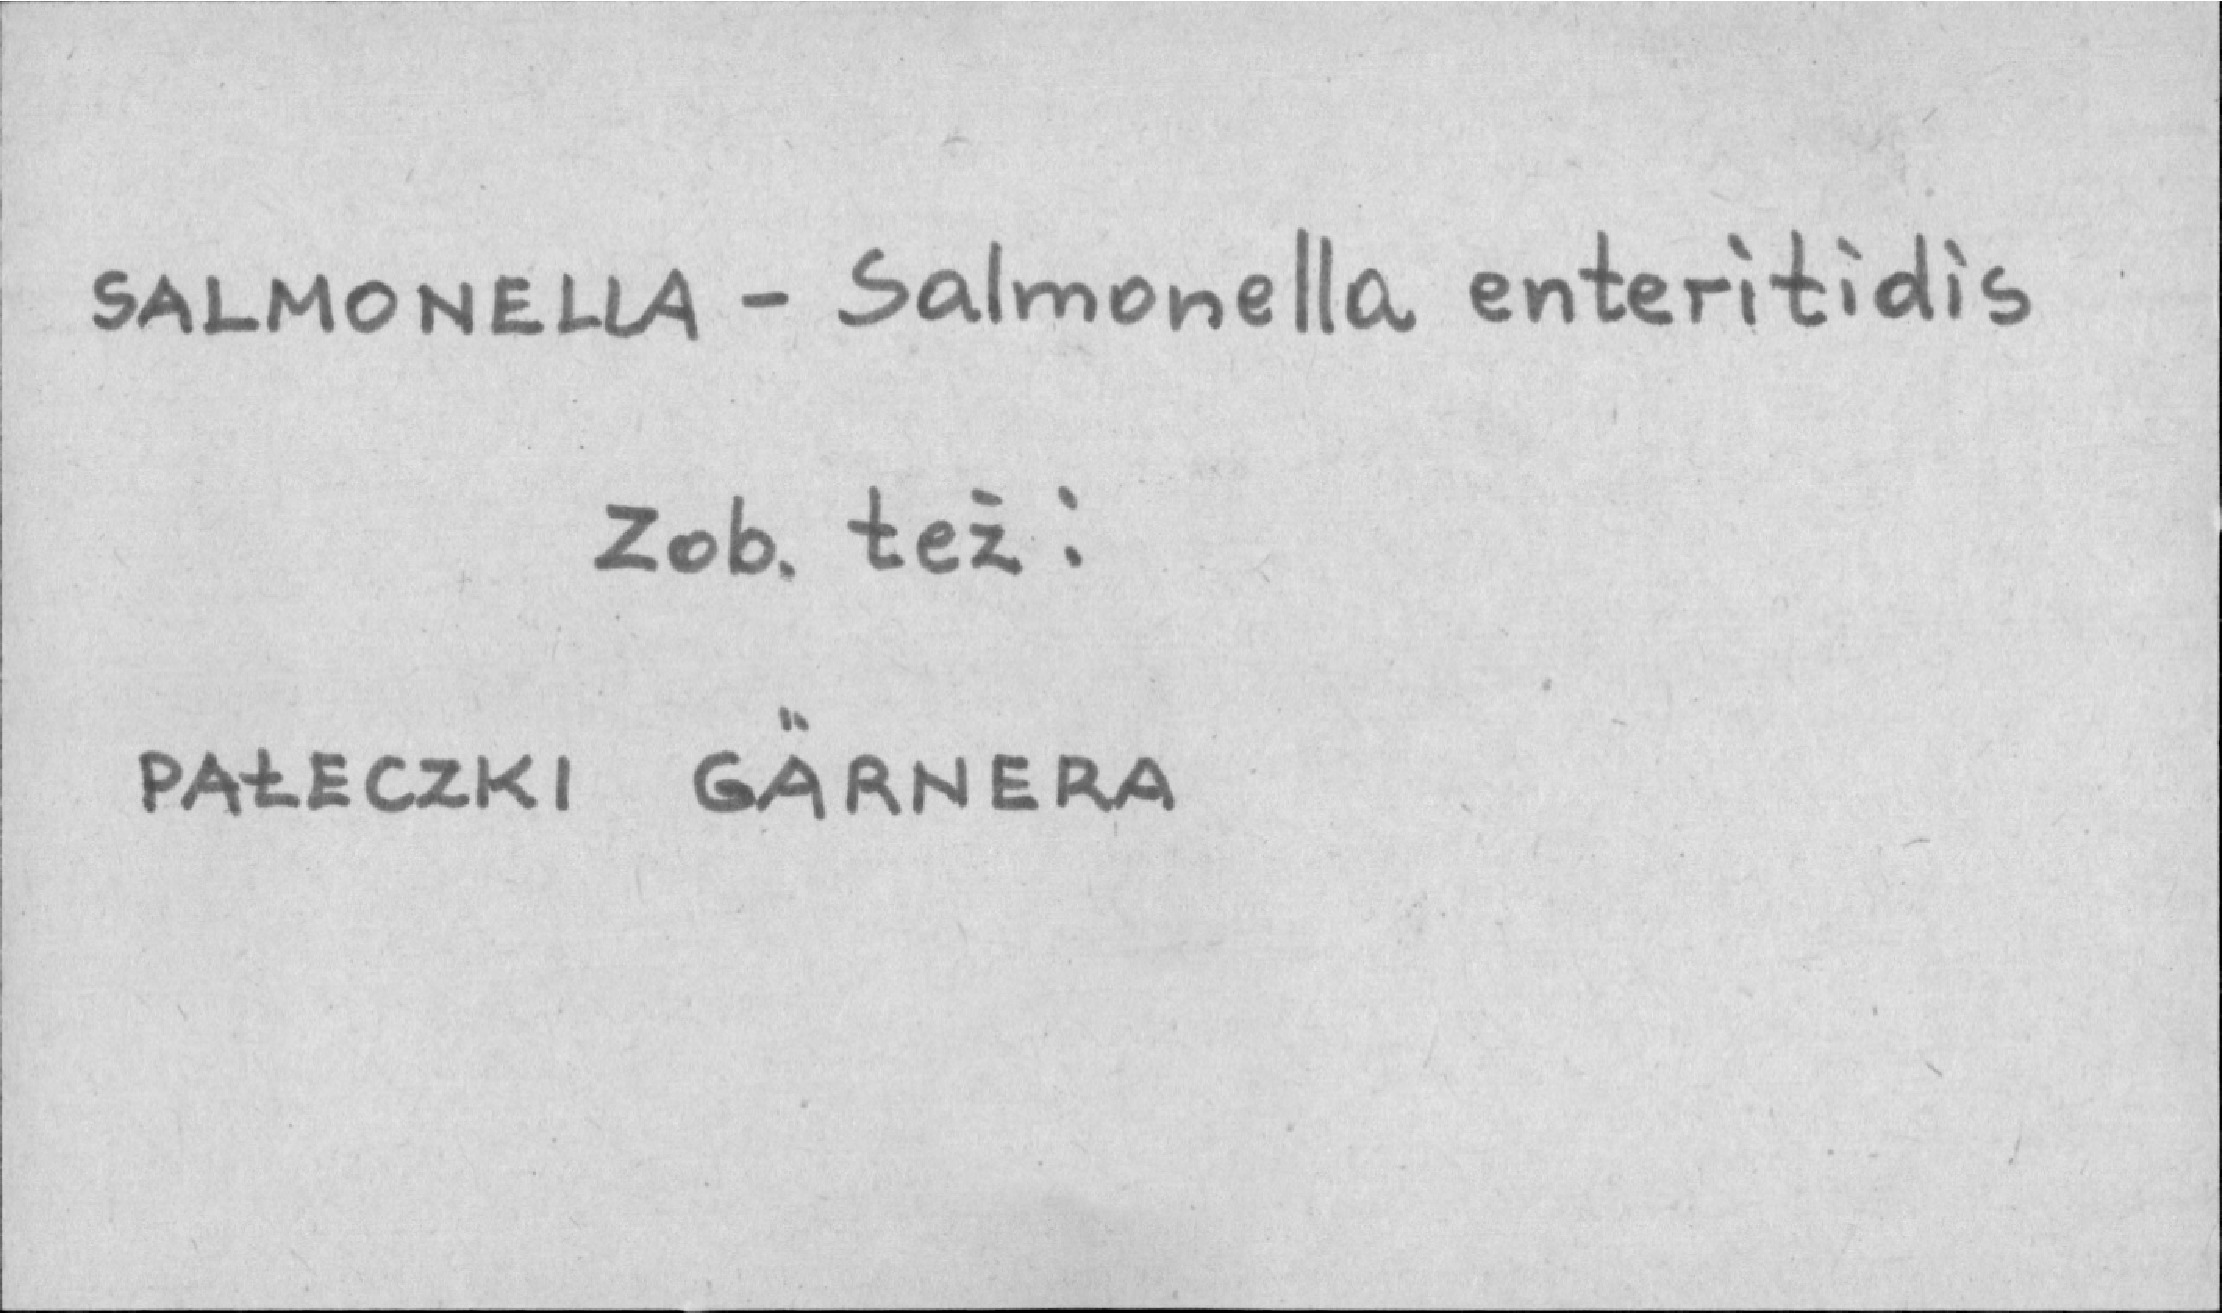 SALMONELLA - Salmonella enteritidis
Zob. też:
PAŁECZKI GÄRNERA